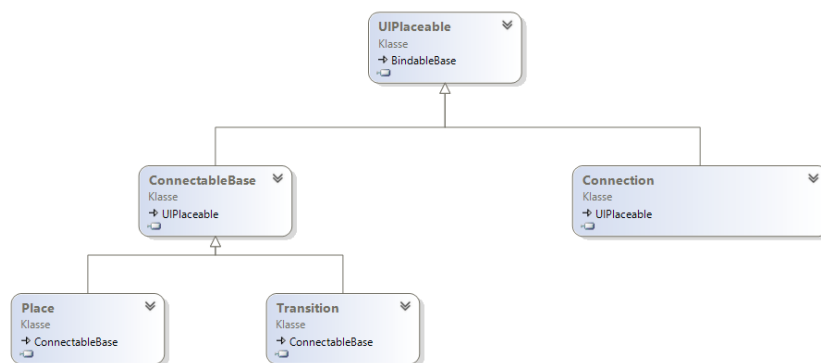 UIPlaceable
Klasse
BindableBase
ConnectableBase
Klasse
UIPlaceable
Connection
Klasse
UIPlaceable
Place
Klasse
ConnectableBase
Transition
Klasse
ConnectableBase